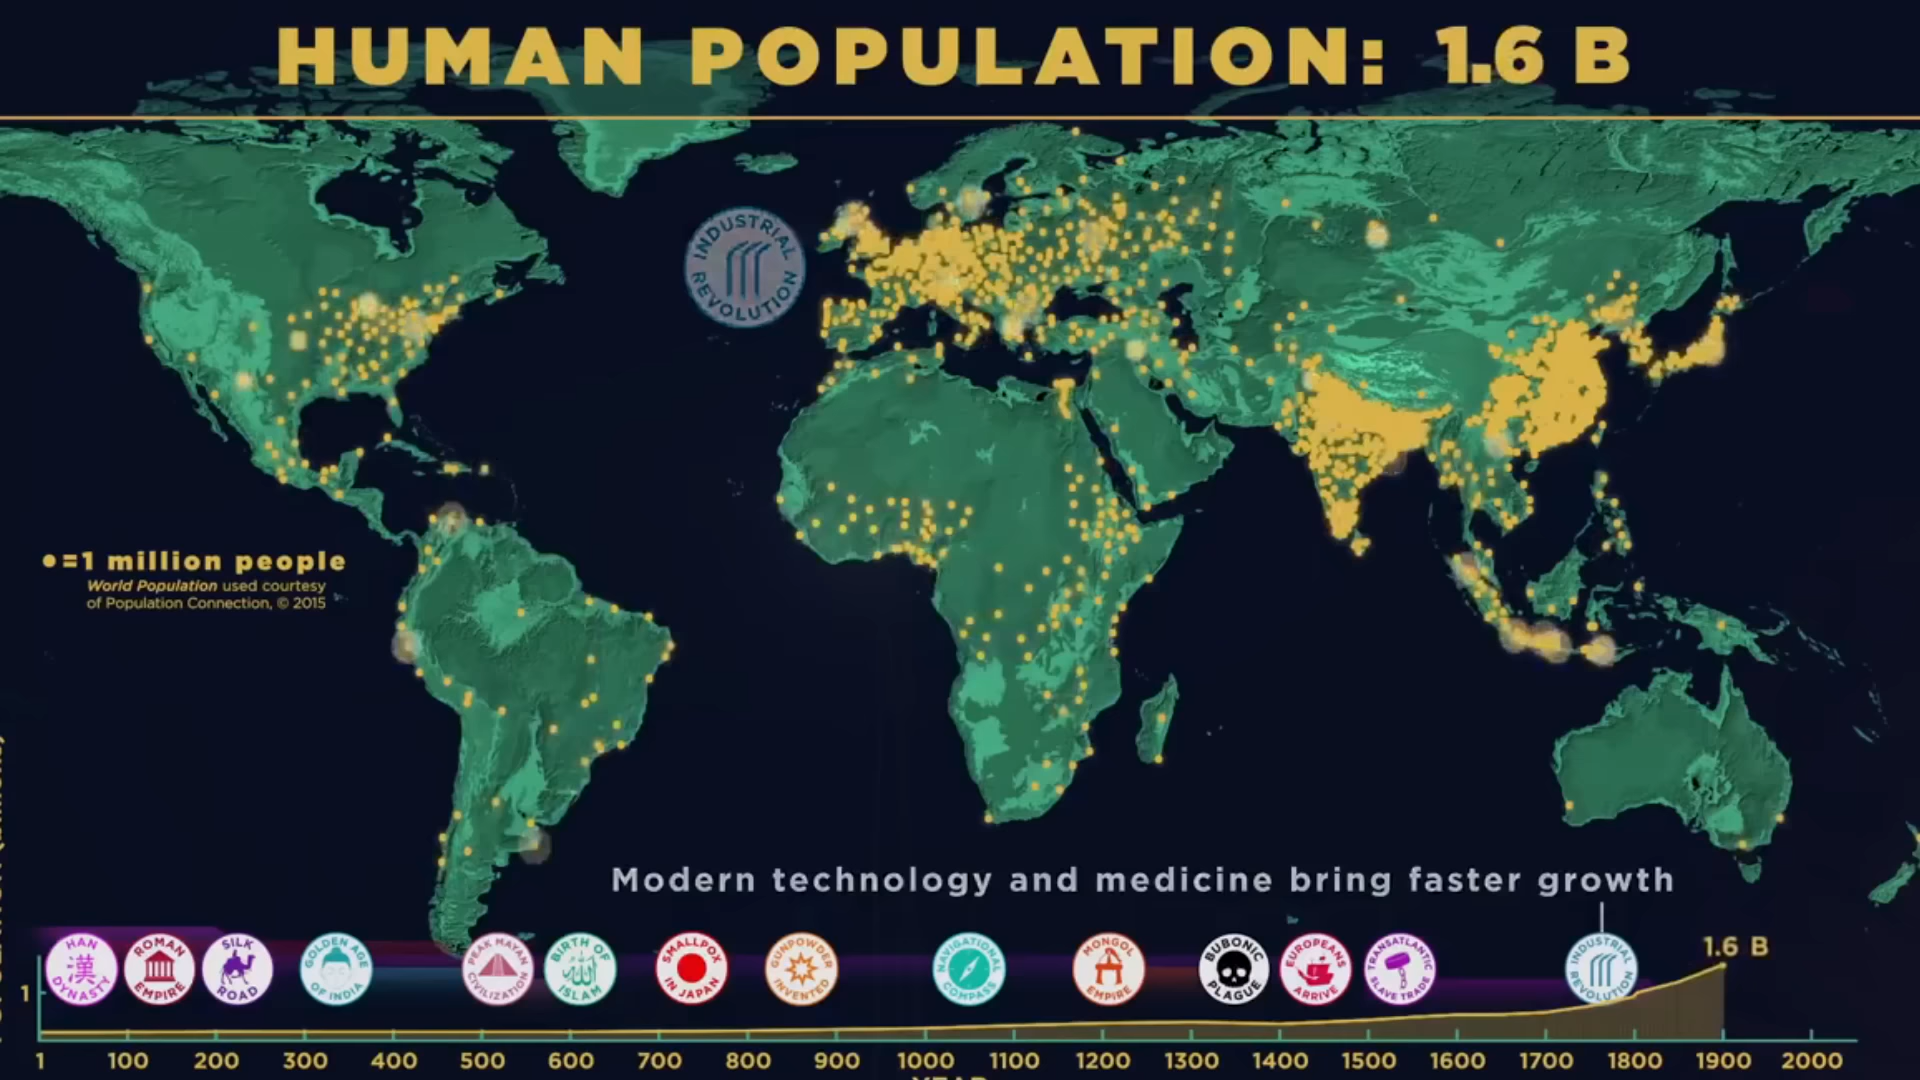 HUMAN POPULATION: 1.6 B
INDUSTRIAL
REVOLUTION
=1 million people
World Population used courtesy
of Population Connection, © 2015
Modern technology and medicine bring faster growth
HAN
漢
DYNASTY
ROMAN
EMPIRE
SILK
ROAD
GOLDEN AGE
OF INDIA
PEAK MAYAN
CIVILIZATION
BIRTH OF
ISLAM
SMALLPOX
IN JAPAN
GUNPOWDER
INVENTED
NAVIGATIONAL
COMPASS
MONGOL
EMPIRE
BUBONIC
PLAGUE
EUROPEANS
ARRIVE
TRANSATLANTIC
SLAVE TRADE
INDUSTRIAL
REVOLUTION
1.6 B
1
1 100 200 300 400 500 600 700 800 900 1000 1100 1200 1300 1400 1500 1600 1700 1800 1900 2000
YEAR